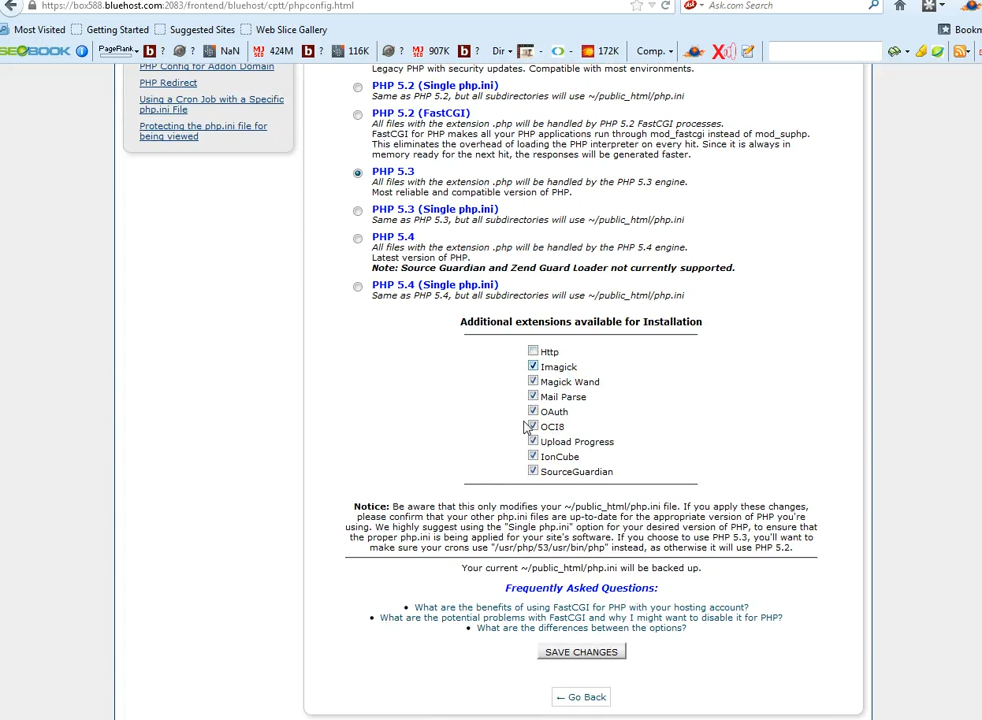 https://box588.bluehost.com:2083/frontend/bluehost/cptt/phpconfig.html
Ask.com Search
Most Visited Getting Started Suggested Sites Web Slice Gallery
Bookm
SEOBOOK PageRank ? NaN 424M ? 116K ? 907K ? Dir 172K Comp.
PHP Config for Addon Domain
PHP Redirect
Using a Cron Job with a Specific
php.ini File
Protecting the php.ini file for
being viewed
Legacy PHP with security updates. Compatible with most environments.
PHP 5.2 (Single php.ini)
Same as PHP 5.2, but all subdirectories will use ~/public_html/php.ini
PHP 5.2 (FastCGI)
All files with the extension .php will be handled by PHP 5.2 FastCGI processes.
FastCGI for PHP makes all your PHP applications run through mod_fastcgi instead of mod_suphp.
This eliminates the overhead of loading the PHP interpreter on every hit. Since it is always in
memory ready for the next hit, the responses will be generated faster.
PHP 5.3
All files with the extension .php will be handled by the PHP 5.3 engine.
Most reliable and compatible version of PHP.
PHP 5.3 (Single php.ini)
Same as PHP 5.3, but all subdirectories will use ~/public_html/php.ini
PHP 5.4
All files with the extension .php will be handled by the PHP 5.4 engine.
Latest version of PHP.
Note: Source Guardian and Zend Guard Loader not currently supported.
PHP 5.4 (Single php.ini)
Same as PHP 5.4, but all subdirectories will use ~/public_html/php.ini
Additional extensions available for Installation
Http
Imagick
Magick Wand
Mail Parse
OAuth
OCI8
Upload Progress
IonCube
SourceGuardian
Notice: Be aware that this only modifies your ~/public_html/php.ini file. If you apply these changes,
please confirm that your other php.ini files are up-to-date for the appropriate version of PHP you're
using. We highly suggest using the "Single php.ini" option for your desired version of PHP, to ensure that
the proper php.ini is being applied for your site's software. If you choose to use PHP 5.3, you'll want to
make sure your crons use "/usr/php/53/usr/bin/php" instead, as otherwise it will use PHP 5.2.
Your current ~/public_html/php.ini will be backed up.
Frequently Asked Questions:
• What are the benefits of using FastCGI for PHP with your hosting account?
• What are the potential problems with FastCGI and why I might want to disable it for PHP?
• What are the differences between the options?
SAVE CHANGES
← Go Back